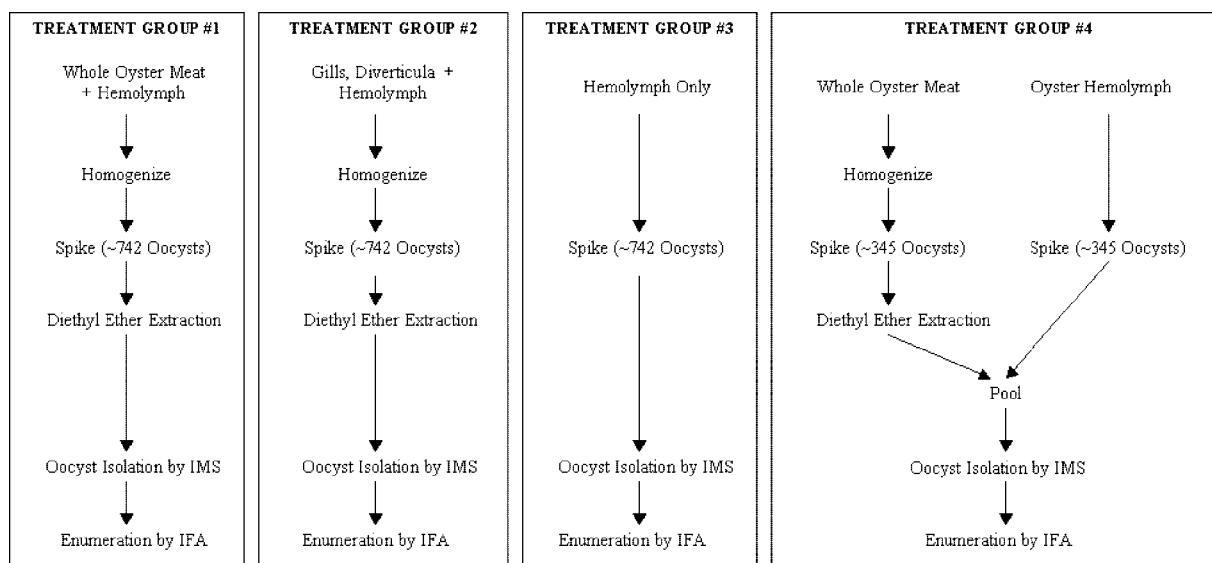 TREATMENT GROUP #1
Whole Oyster Meat
+ Hemolymph
Homogenize
Spike (~742 Oocysts)
Diethyl Ether Extraction
Oocyst Isolation by IMS
Enumeration by IFA
TREATMENT GROUP #2
Gills, Diverticula +
Hemolymph
Homogenize
Spike (~742 Oocysts)
Diethyl Ether Extraction
Oocyst Isolation by IMS
Enumeration by IFA
TREATMENT GROUP #3
Hemolymph Only
Spike (~742 Oocysts)
Oocyst Isolation by IMS
Enumeration by IFA
TREATMENT GROUP #4
Whole Oyster Meat
Homogenize
Spike (~345 Oocysts)
Diethyl Ether Extraction
Oyster Hemolymph
Spike (~345 Oocysts)
Pool
Oocyst Isolation by IMS
Enumeration by IFA